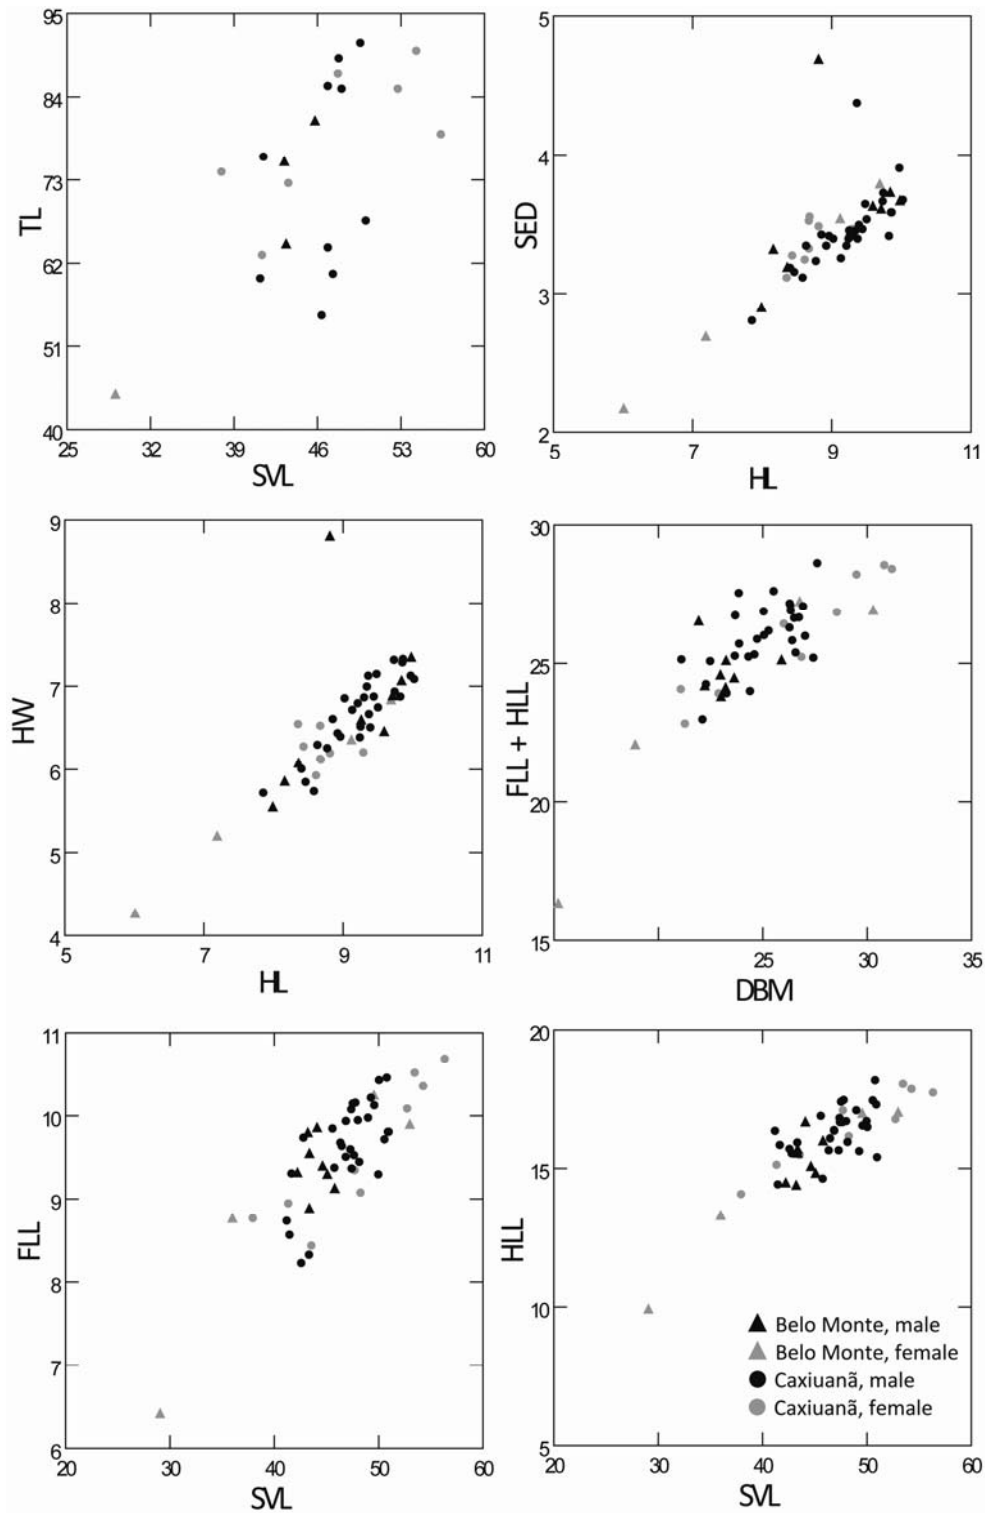 95
84
73
62
51
40
TL
25 32 39 46 53 60
SVL
5
4
3
2
SED
5 7 9 11
HL
9
8
7
6
5
4
HW
5 7 9 11
HL
30
25
20
15
FLL + HLL
25 30 35
DBM
11
10
9
8
7
6
FLL
20 30 40 50 60
SVL
20
15
10
5
HLL
Belo Monte, male
Belo Monte, female
Caxiuanã, male
Caxiuanã, female
20 30 40 50 60
SVL